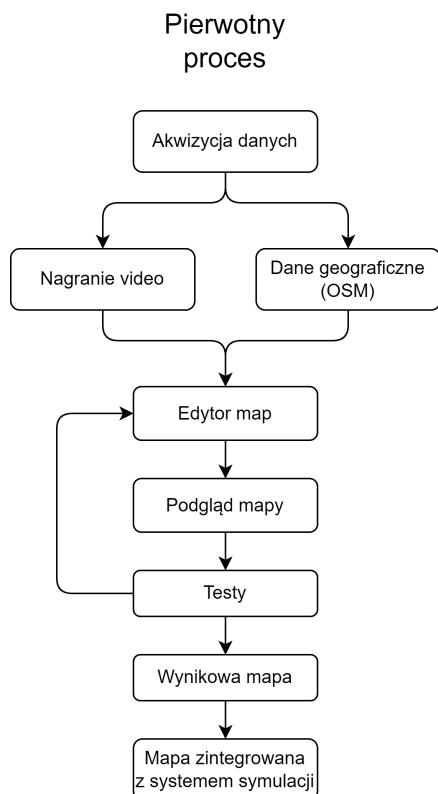 Pierwotny
proces
Akwizycja danych
Nagranie video
Dane geograficzne
(OSM)
Edytor map
Podgląd mapy
Testy
Wynikowa mapa
Mapa zintegrowana
z systemem symulacji